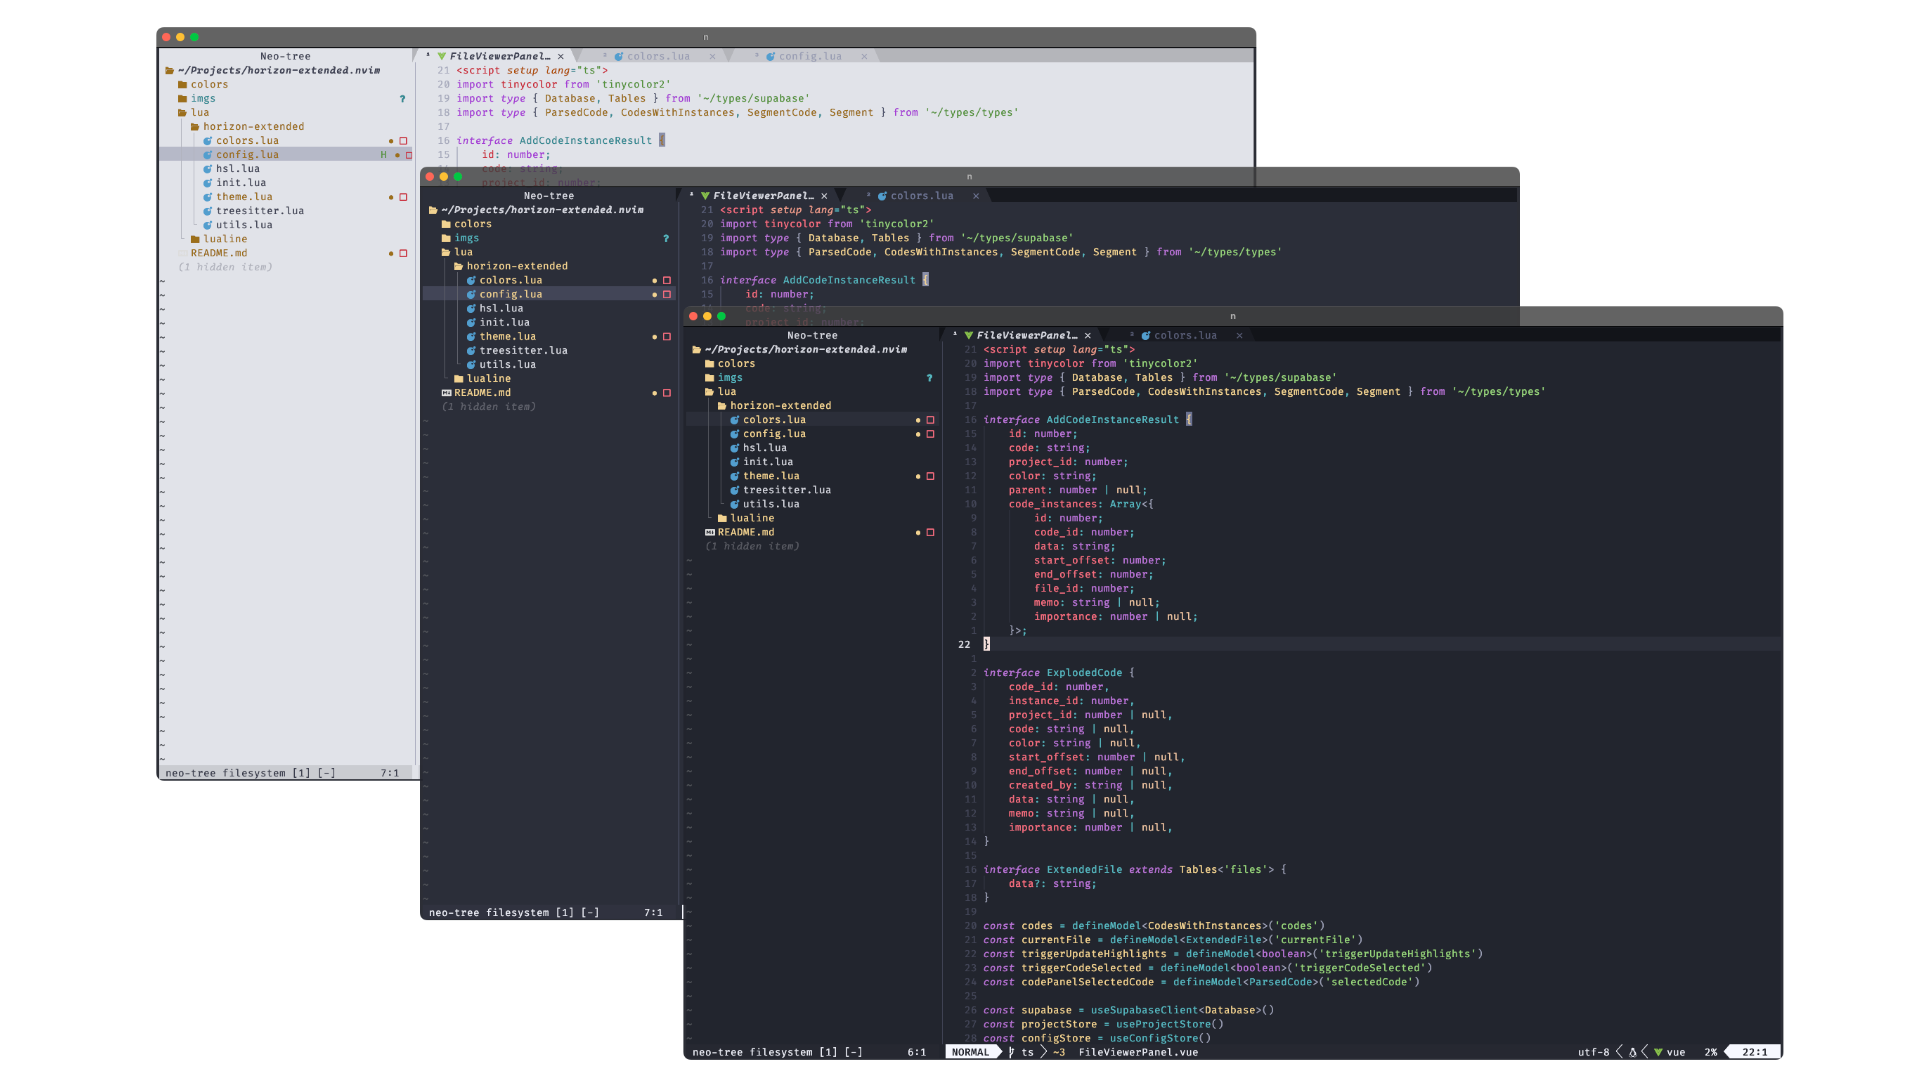 n
Neo-tree
~/Projects/horizon-extended.nvim
colors
imgs ?
lua
horizon-extended
colors.lua
config.lua H
hsl.lua
init.lua
theme.lua
treesitter.lua
utils.lua
lualine
README.md
(1 hidden item)
neo-tree filesystem [1] [-] 7:1
FileViewerPanel… × colors.lua × config.lua ×
21 <script setup lang="ts">
20 import tinycolor from 'tinycolor2'
19 import type { Database, Tables } from '~/types/supabase'
18 import type { ParsedCode, CodesWithInstances, SegmentCode, Segment } from '~/types/types'
17
16 interface AddCodeInstanceResult {
15 id: number;
code: string;
project_id: number;
n
Neo-tree
~/Projects/horizon-extended.nvim
colors
imgs ?
lua
horizon-extended
colors.lua
config.lua
hsl.lua
init.lua
theme.lua
treesitter.lua
utils.lua
lualine
README.md
(1 hidden item)
neo-tree filesystem [1] [-] 7:1
FileViewerPanel… × colors.lua ×
21 <script setup lang="ts">
20 import tinycolor from 'tinycolor2'
19 import type { Database, Tables } from '~/types/supabase'
18 import type { ParsedCode, CodesWithInstances, SegmentCode, Segment } from '~/types/types'
17
16 interface AddCodeInstanceResult {
15 id: number;
code: string;
project_id: number;
n
Neo-tree
~/Projects/horizon-extended.nvim
colors
imgs ?
lua
horizon-extended
colors.lua
config.lua
hsl.lua
init.lua
theme.lua
treesitter.lua
utils.lua
lualine
README.md
(1 hidden item)
neo-tree filesystem [1] [-] 6:1
FileViewerPanel… × colors.lua ×
21 <script setup lang="ts">
20 import tinycolor from 'tinycolor2'
19 import type { Database, Tables } from '~/types/supabase'
18 import type { ParsedCode, CodesWithInstances, SegmentCode, Segment } from '~/types/types'
17
16 interface AddCodeInstanceResult {
15 id: number;
14 code: string;
13 project_id: number;
12 color: string;
11 parent: number | null;
10 code_instances: Array<{
9 id: number;
8 code_id: number;
7 data: string;
6 start_offset: number;
5 end_offset: number;
4 file_id: number;
3 memo: string | null;
2 importance: number | null;
1 }>;
22 }
1
2 interface ExplodedCode {
3 code_id: number,
4 instance_id: number,
5 project_id: number | null,
6 code: string | null,
7 color: string | null,
8 start_offset: number | null,
9 end_offset: number | null,
10 created_by: string | null,
11 data: string | null,
12 memo: string | null,
13 importance: number | null,
14 }
15
16 interface ExtendedFile extends Tables<'files'> {
17 data?: string;
18 }
19
20 const codes = defineModel<CodesWithInstances>('codes')
21 const currentFile = defineModel<ExtendedFile>('currentFile')
22 const triggerUpdateHighlights = defineModel<boolean>('triggerUpdateHighlights')
23 const triggerCodeSelected = defineModel<boolean>('triggerCodeSelected')
24 const codePanelSelectedCode = defineModel<ParsedCode>('selectedCode')
25
26 const supabase = useSupabaseClient<Database>()
27 const projectStore = useProjectStore()
28 const configStore = useConfigStore()
NORMAL ts ~3 FileViewerPanel.vue utf-8 vue 2% 22:1